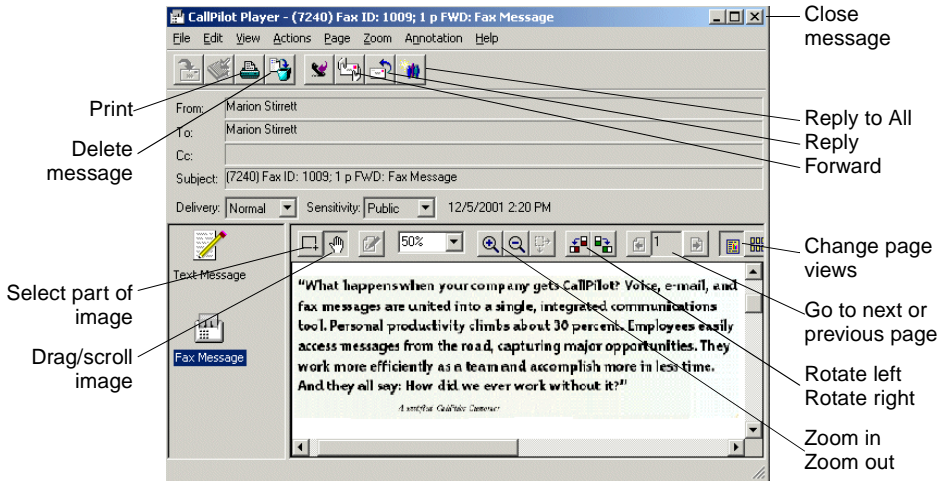 CallPilot Player - (7240) Fax ID: 1009; 1 p FWD: Fax Message
File Edit View Actions Page Zoom Annotation Help
From: Marion Stirrett
To: Marion Stirrett
Cc:
Subject: (7240) Fax ID: 1009; 1 p FWD: Fax Message
Delivery: Normal Sensitivity: Public 12/5/2001 2:20 PM
50% 1
Text Message
Fax Message
"What happens when your company gets CallPilot? Voice, e-mail, and
fax messages are united into a single, integrated communications
tool. Personal productivity climbs about 30 percent. Employees easily
access messages from the road, capturing major opportunities. They
work more efficiently as a team and accomplish more in less time.
And they all say: How did we ever work without it?"
A satisfied CallPilot Customer
Print
Delete
message
Select part of
image
Drag/scroll
image
Close
message
Reply to All
Reply
Forward
Change page
views
Go to next or
previous page
Rotate left
Rotate right
Zoom in
Zoom out